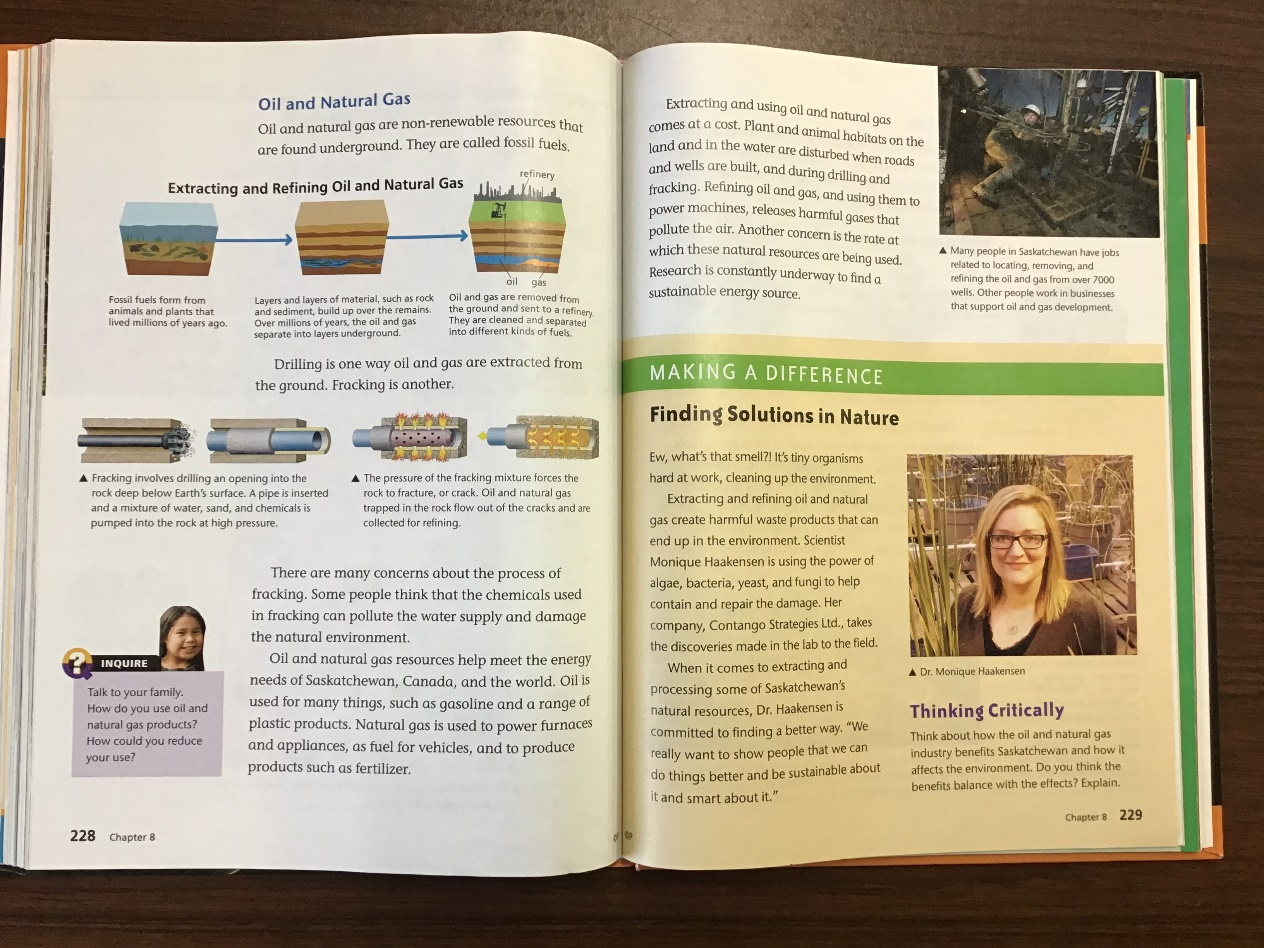 Oil and Natural Gas
Oil and natural gas are non-renewable resources that
are found underground. They are called fossil fuels.
Extracting and Refining Oil and Natural Gas
refinery
oil gas
Fossil fuels form from
animals and plants that
lived millions of years ago.
Layers and layers of material, such as rock
and sediment, build up over the remains.
Over millions of years, the oil and gas
separate into layers underground.
Oil and gas are removed from
the ground and sent to a refinery.
They are cleaned and separated
into different kinds of fuels.
Drilling is one way oil and gas are extracted from
the ground. Fracking is another.
▲ Fracking involves drilling an opening into the
rock deep below Earth's surface. A pipe is inserted
and a mixture of water, sand, and chemicals is
pumped into the rock at high pressure.
▲ The pressure of the fracking mixture forces the
rock to fracture, or crack. Oil and natural gas
trapped in the rock flow out of the cracks and are
collected for refining.
There are many concerns about the process of
fracking. Some people think that the chemicals used
in fracking can pollute the water supply and damage
the natural environment.
Oil and natural gas resources help meet the energy
needs of Saskatchewan, Canada, and the world. Oil is
used for many things, such as gasoline and a range of
plastic products. Natural gas is used to power furnaces
and appliances, as fuel for vehicles, and to produce
products such as fertilizer.
? INQUIRE
Talk to your family.
How do you use oil and
natural gas products?
How could you reduce
your use?
228 Chapter 8
Extracting and using oil and natural gas
comes at a cost. Plant and animal habitats on the
land and in the water are disturbed when roads
and wells are built, and during drilling and
fracking. Refining oil and gas, and using them to
power machines, releases harmful gases that
pollute the air. Another concern is the rate at
which these natural resources are being used.
Research is constantly underway to find a
sustainable energy source.
▲ Many people in Saskatchewan have jobs
related to locating, removing, and
refining the oil and gas from over 7000
wells. Other people work in businesses
that support oil and gas development.
MAKING A DIFFERENCE
Finding Solutions in Nature
Ew, what's that smell?! It's tiny organisms
hard at work, cleaning up the environment.
Extracting and refining oil and natural
gas create harmful waste products that can
end up in the environment. Scientist
Monique Haakensen is using the power of
algae, bacteria, yeast, and fungi to help
contain and repair the damage. Her
company, Contango Strategies Ltd., takes
the discoveries made in the lab to the field.
When it comes to extracting and
processing some of Saskatchewan's
natural resources, Dr. Haakensen is
committed to finding a better way. "We
really want to show people that we can
do things better and be sustainable about
it and smart about it."
▲ Dr. Monique Haakensen
Thinking Critically
Think about how the oil and natural gas
industry benefits Saskatchewan and how it
affects the environment. Do you think the
benefits balance with the effects? Explain.
Chapter 8 229